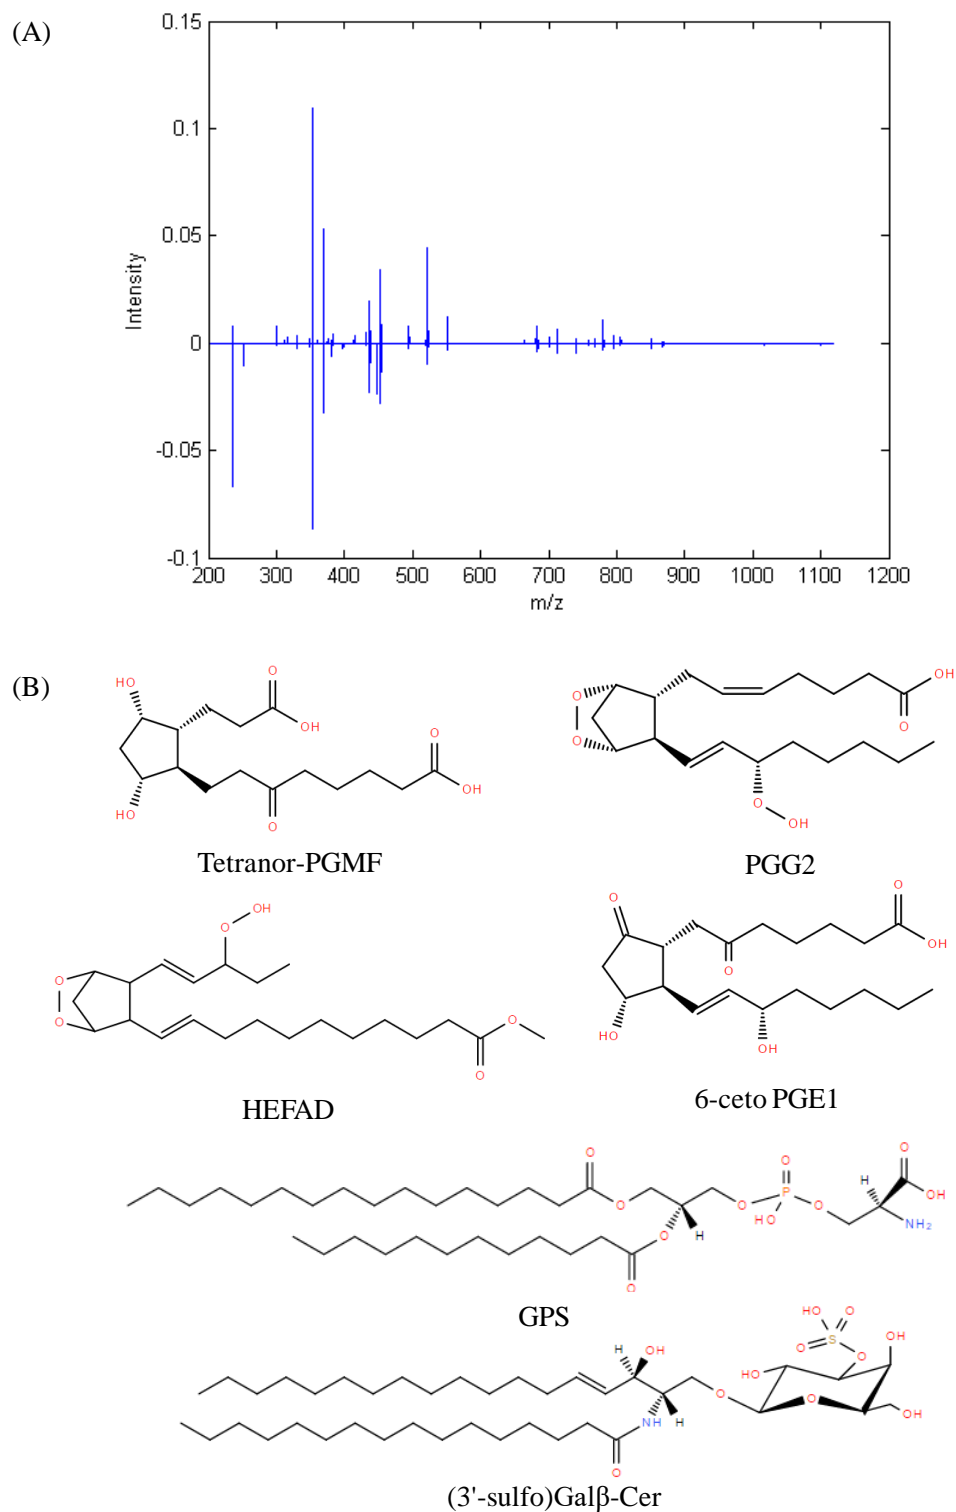 (A)
0.15
0.1
0.05
0
-0.05
-0.1
Intensity
200 300 400 500 600 700 800 900 1000 1100 1200
m/z
(B)
HO
O
OH
O
OH
HO
O
Tetranor-PGMF
O
O
OH
O
O
OH
PGG2
OH
O
O
O
O
O
HEFAD
O
O
OH
O
HO
OH
6-ceto PGE1
O
O
O
O
O
P
HO
O
H
O
OH
NH₂
H
O
GPS
HO
O
S
O
O
OH
H
OH
HO
O
O
OH
NH
H
O
(3'-sulfo)Galβ-Cer